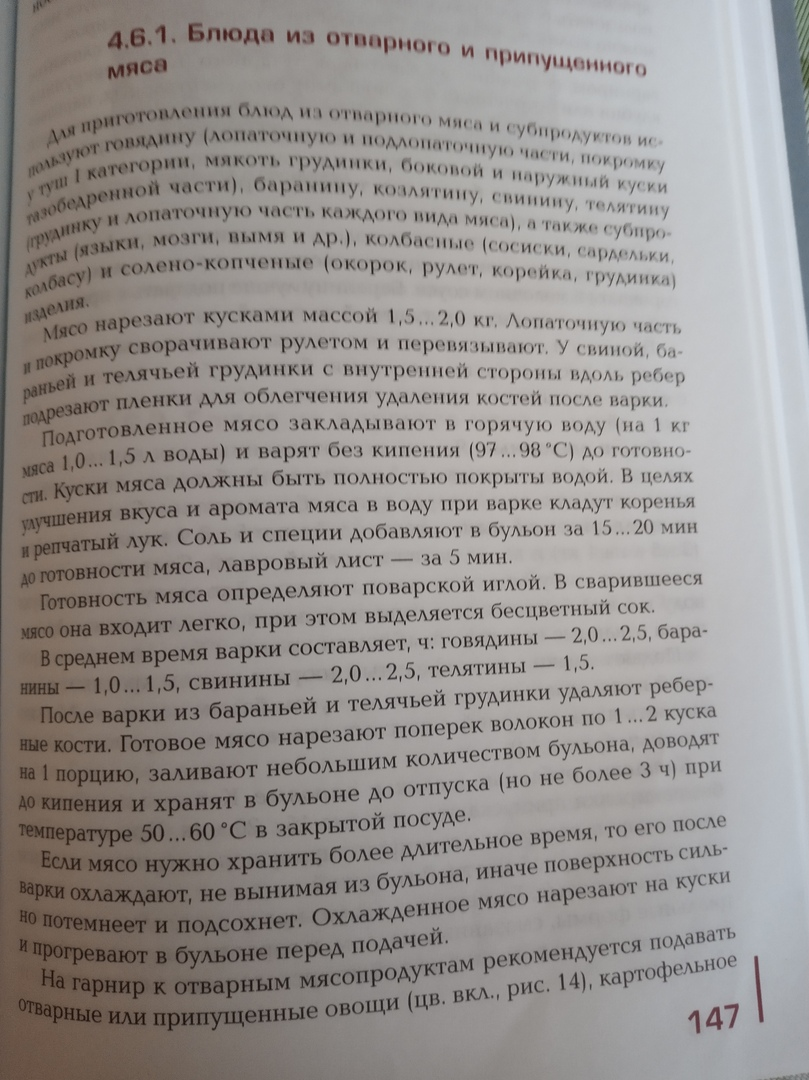 4.6.1. Блюда из отварного и припущенного
мяса
Для приготовления блюд из отварного мяса и субпродуктов ис-
пользуют говядину (лопаточную и подлопаточную части, покромку
у туш I категории, мякоть грудинки, боковой и наружный куски
тазобедренной части), баранину, козлятину, свинину, телятину
(грудинку и лопаточную часть каждого вида мяса), а также субпро-
дукты (языки, мозги, вымя и др.), колбасные (сосиски, сардельки,
колбасу) и солено-копченые (окорок, рулет, корейка, грудинка)
изделия.
Мясо нарезают кусками массой 1,5...2,0 кг. Лопаточную часть
и покромку сворачивают рулетом и перевязывают. У свиной, ба-
раньей и телячьей грудинки с внутренней стороны вдоль ребер
подрезают пленки для облегчения удаления костей после варки.
Подготовленное мясо закладывают в горячую воду (на 1 кг
мяса 1,0...1,5 л воды) и варят без кипения (97...98 °С) до готовно-
сти. Куски мяса должны быть полностью покрыты водой. В целях
улучшения вкуса и аромата мяса в воду при варке кладут коренья
и репчатый лук. Соль и специи добавляют в бульон за 15...20 мин
до готовности мяса, лавровый лист — за 5 мин.
Готовность мяса определяют поварской иглой. В сварившееся
мясо она входит легко, при этом выделяется бесцветный сок.
В среднем время варки составляет, ч: говядины — 2,0...2,5, бара-
нины — 1,0...1,5, свинины — 2,0...2,5, телятины — 1,5.
После варки из бараньей и телячьей грудинки удаляют ребер-
ные кости. Готовое мясо нарезают поперек волокон по 1...2 куска
на 1 порцию, заливают небольшим количеством бульона, доводят
до кипения и хранят в бульоне до отпуска (но не более 3 ч) при
температуре 50...60 °С в закрытой посуде.
Если мясо нужно хранить более длительное время, то его после
варки охлаждают, не вынимая из бульона, иначе поверхность силь-
но потемнеет и подсохнет. Охлажденное мясо нарезают на куски
и прогревают в бульоне перед подачей.
На гарнир к отварным мясопродуктам рекомендуется подавать
отварные или припущенные овощи (цв. вкл., рис. 14), картофельное
147